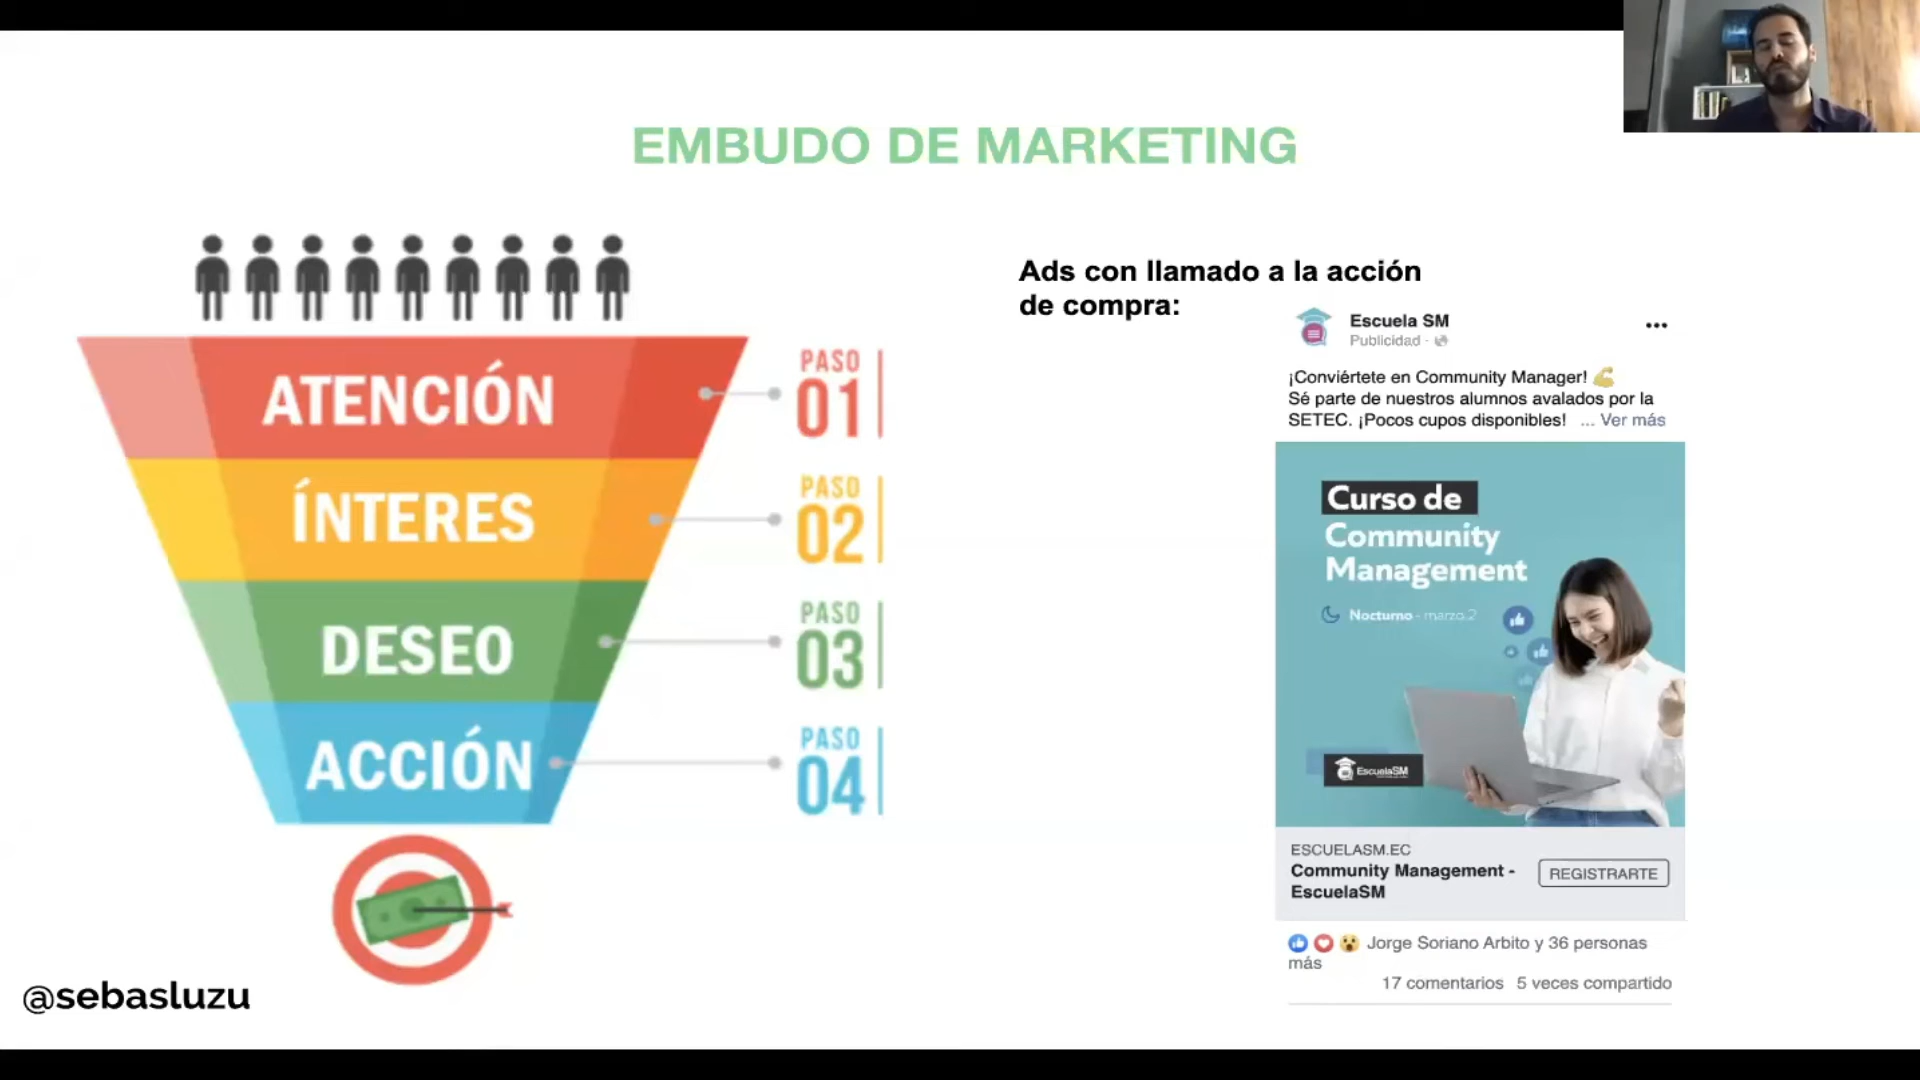 EMBUDO DE MARKETING
ATENCIÓN
PASO
01
ÍNTERES
PASO
02
DESEO
PASO
03
ACCIÓN
PASO
04
@sebasluzu
Ads con llamado a la acción
de compra:
Escuela SM
Publicidad ·
¡Conviértete en Community Manager! 💪
Sé parte de nuestros alumnos avalados por la
SETEC. ¡Pocos cupos disponibles! ... Ver más
Curso de
Community
Management
Nocturno - marzo 2
EscuelaSM
ESCUELASM.EC
Community Management -
EscuelaSM
REGISTRARTE
Jorge Soriano Arbito y 36 personas
más
17 comentarios 5 veces compartido